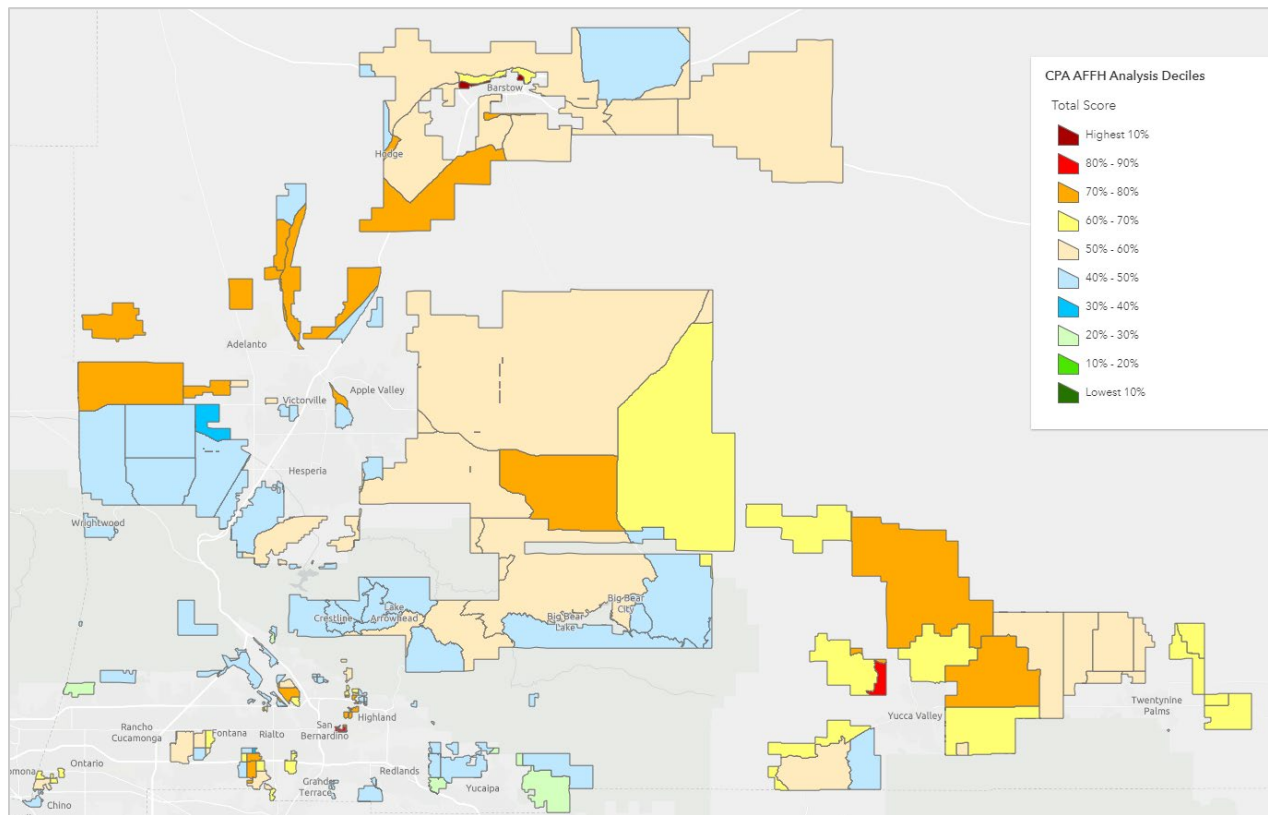 CPA AFFH Analysis Deciles
Total Score
Highest 10%
80% - 90%
70% - 80%
60% - 70%
50% - 60%
40% - 50%
30% - 40%
20% - 30%
10% - 20%
Lowest 10%
Barstow
Hodge
Adelanto
Apple Valley
Victorville
Hesperia
Wrightwood
Crestline
Lake
Arrowhead
Big Bear
City
Big Bear
Lake
Twentynine
Palms
Yucca Valley
Highland
San
Bernardino
Rancho
Cucamonga
Fontana
Rialto
Ontario
omona
Redlands
Grande
Terrace
Yucaipa
Chino